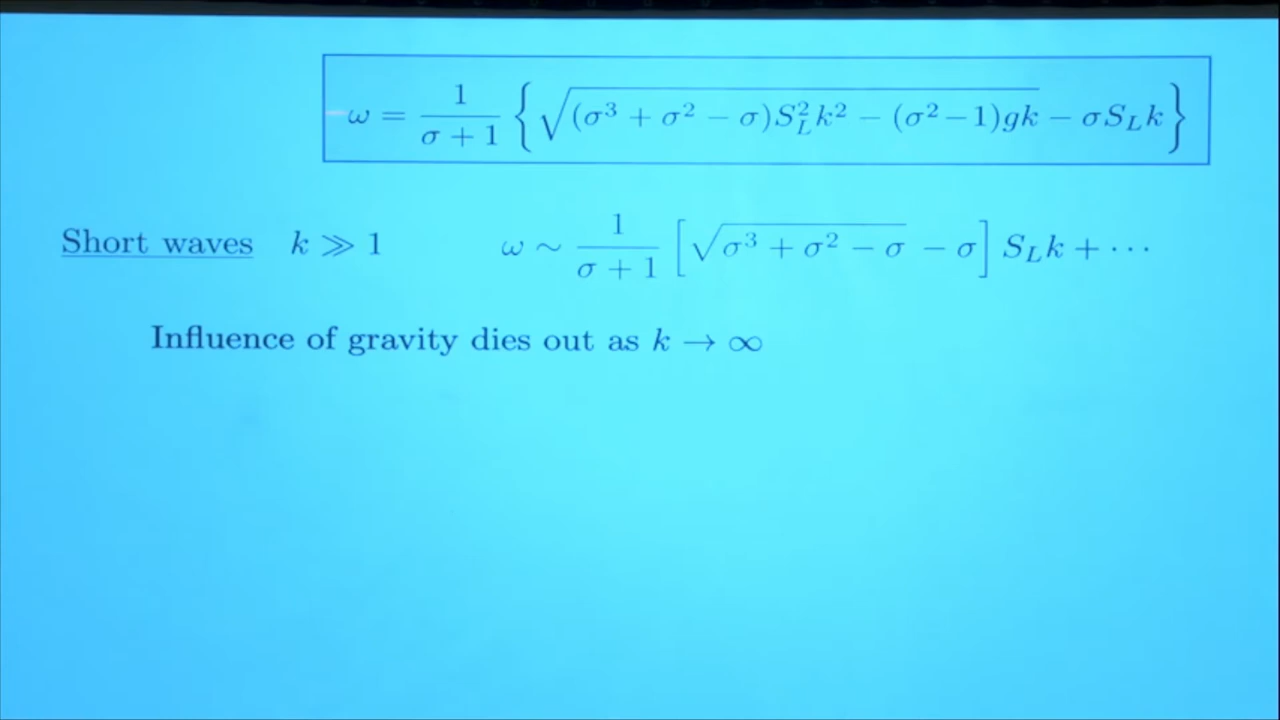 ω = 1/(σ + 1) { √((σ³ + σ² − σ)S_L²k² − (σ² − 1)gk) − σS_Lk }
Short waves k ≫ 1 ω ∼ 1/(σ + 1) [√(σ³ + σ² − σ) − σ] S_Lk + ⋯
Influence of gravity dies out as k → ∞